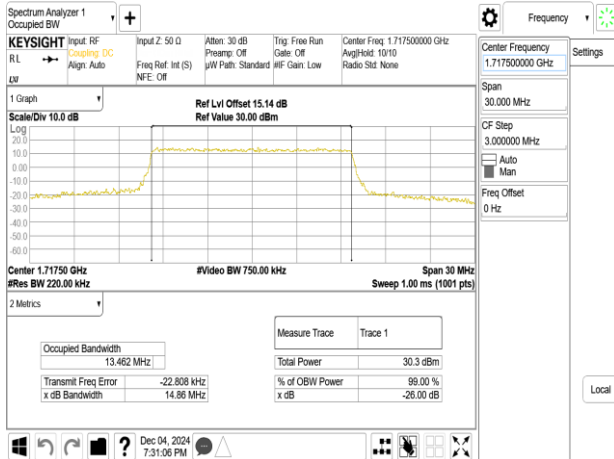 Spectrum Analyzer 1
Occupied BW
Frequency
KEYSIGHT
RL
Input: RF
Coupling: DC
Align: Auto
Input Z: 50 Ω
Freq Ref: Int (S)
NFE: Off
Atten: 30 dB
Preamp: Off
µW Path: Standard
Trig: Free Run
Gate: Off
#IF Gain: Low
Center Freq: 1.717500000 GHz
Avg|Hold: 10/10
Radio Std: None
Center Frequency
1.717500000 GHz
Settings
Span
30.000 MHz
CF Step
3.000000 MHz
Auto
Man
Freq Offset
0 Hz
Local
1 Graph
Scale/Div 10.0 dB
Ref Lvl Offset 15.14 dB
Ref Value 30.00 dBm
Log
20.0
10.0
0.00
-10.0
-20.0
-30.0
-40.0
-50.0
-60.0
Center 1.71750 GHz
#Video BW 750.00 kHz
Span 30 MHz
#Res BW 220.00 kHz
Sweep 1.00 ms (1001 pts)
2 Metrics
Measure Trace
Trace 1
Occupied Bandwidth
13.462 MHz
Total Power
30.3 dBm
Transmit Freq Error
-22.808 kHz
% of OBW Power
99.00 %
x dB Bandwidth
14.86 MHz
x dB
-26.00 dB
Dec 04, 2024
7:31:06 PM